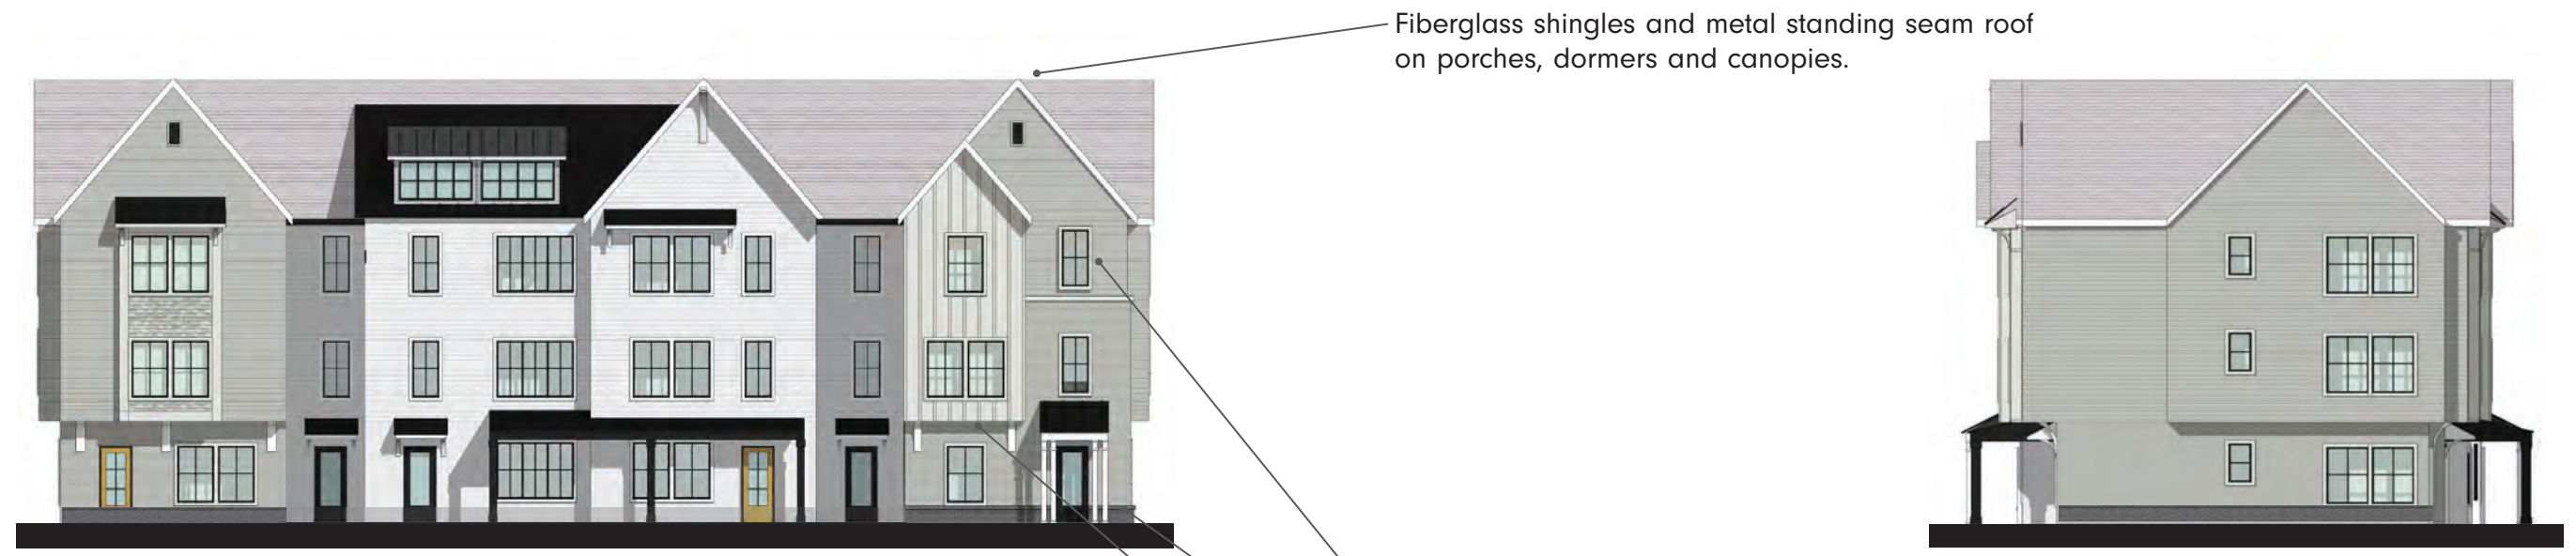 Fiberglass shingles and metal standing seam roof
on porches, dormers and canopies.